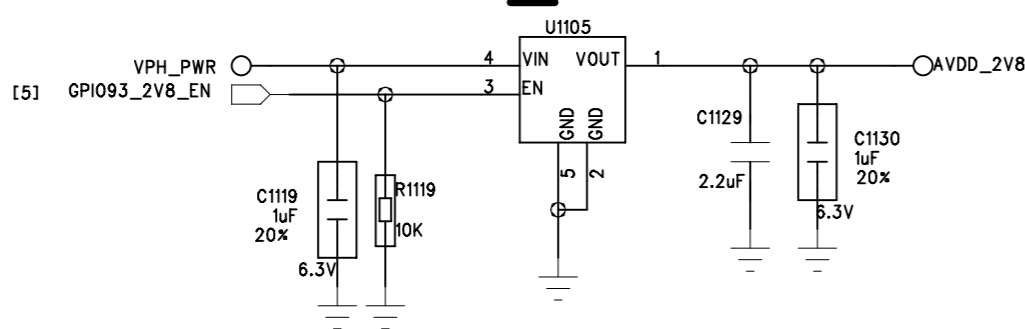 U1105
VPH_PWR 4 VIN VOUT 1 AVDD_2V8
[5] GPIO93_2V8_EN 3 EN
GND GND
5 2
C1129
2.2uF
C1130
1uF
20%
6.3V
C1119
1uF
20%
6.3V
R1119
10K